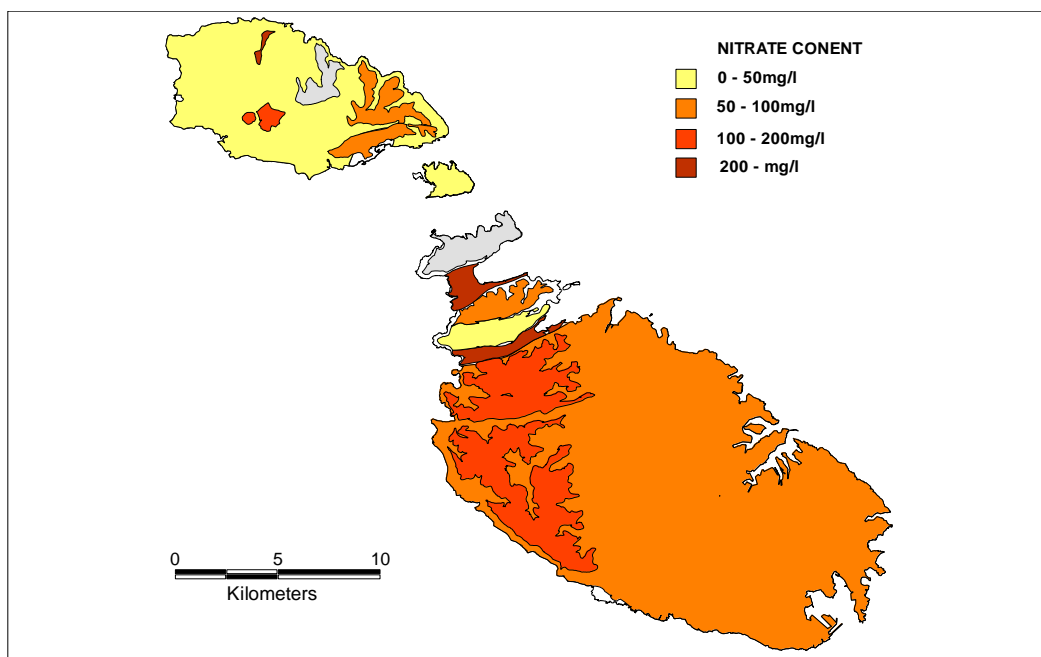 NITRATE CONENT
0 - 50mg/l
50 - 100mg/l
100 - 200mg/l
200 - mg/l
0 5 10
Kilometers